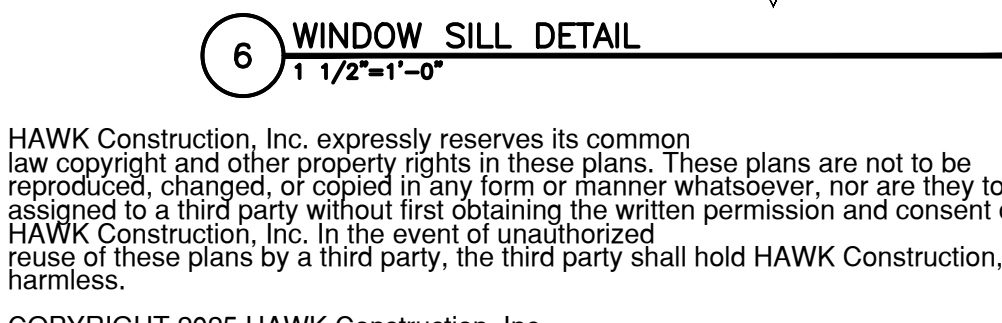 6
WINDOW SILL DETAIL
1 1/2"=1'-0"
HAWK Construction, Inc. expressly reserves its common
law copyright and other property rights in these plans. These plans are not to be
reproduced, changed, or copied in any form or manner whatsoever, nor are they to
assigned to a third party without first obtaining the written permission and consent
HAWK Construction, Inc. In the event of unauthorized
reuse of these plans by a third party, the third party shall hold HAWK Construction,
harmless.
COPYRIGHT 2025 HAWK Construction, Inc.